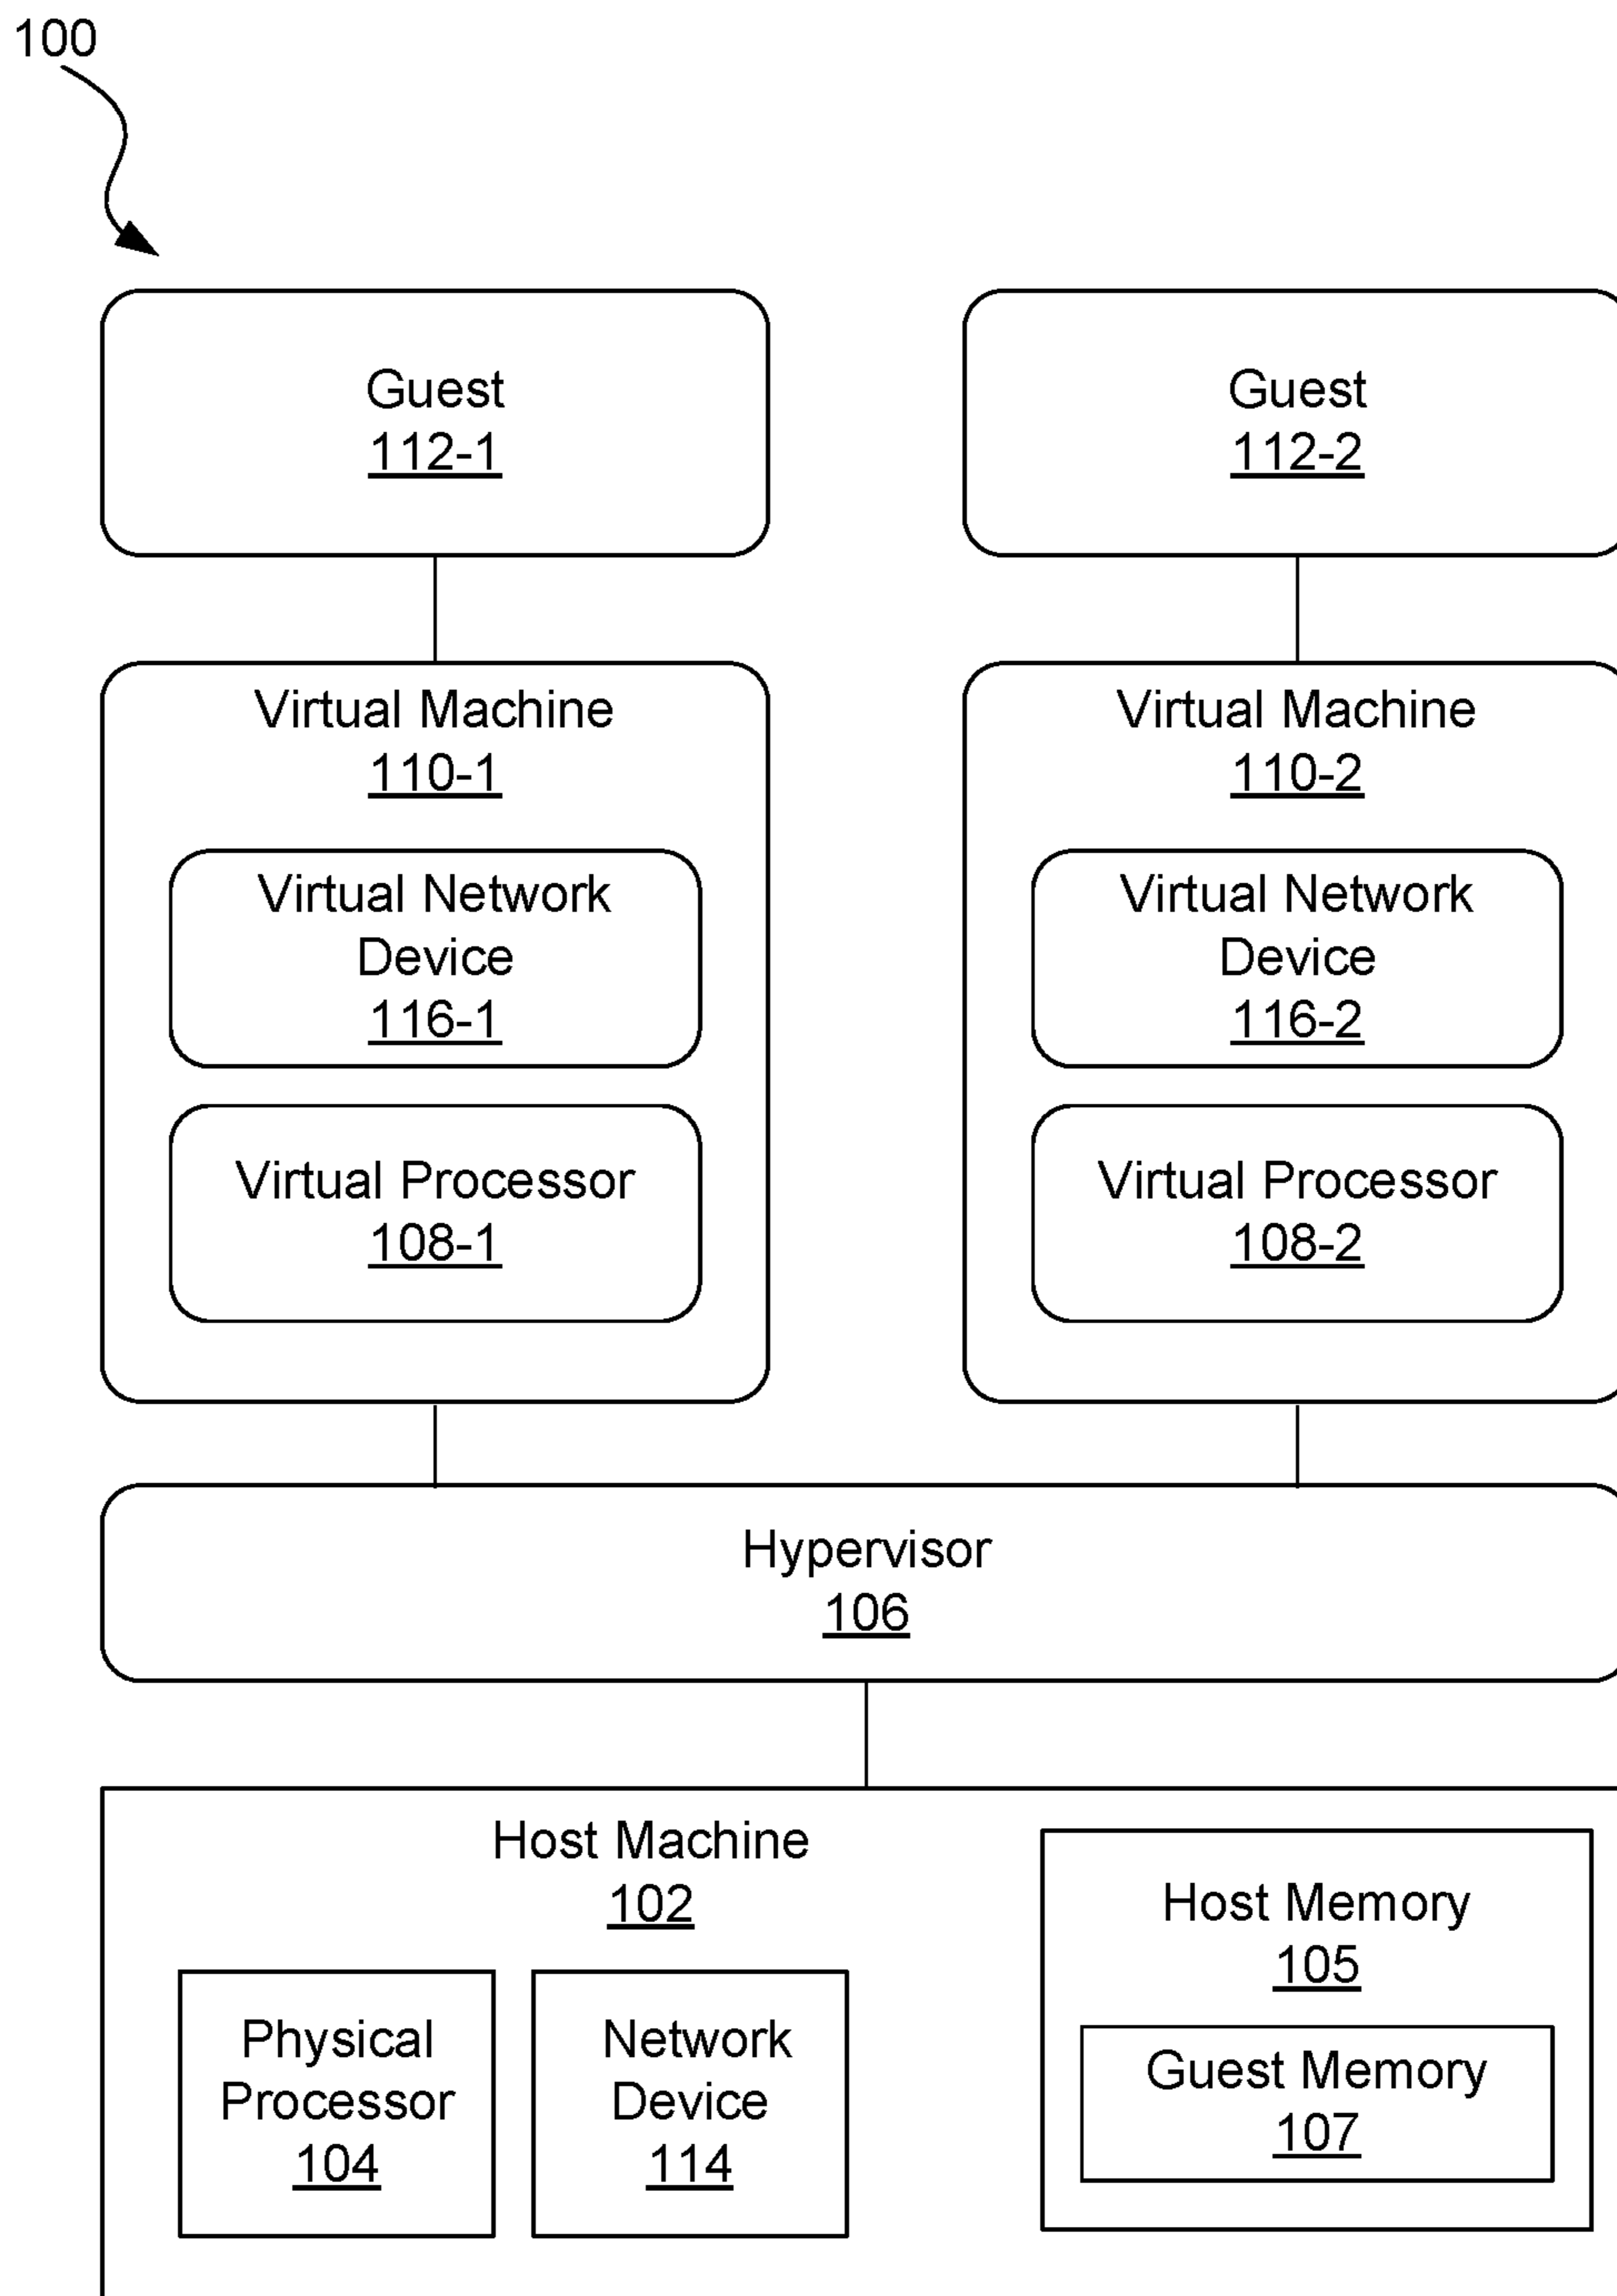 100
Guest
112-1
Guest
112-2
Virtual Machine
110-1
Virtual Network
Device
116-1
Virtual Processor
108-1
Virtual Machine
110-2
Virtual Network
Device
116-2
Virtual Processor
108-2
Hypervisor
106
Host Machine
102
Physical
Processor
104
Network
Device
114
Host Memory
105
Guest Memory
107